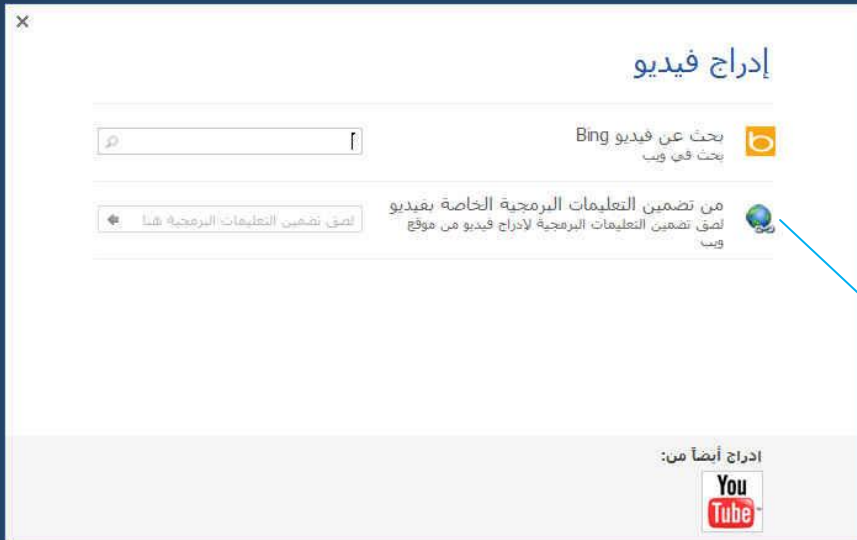 إدراج فيديو
بحث عن فيديو Bing
بحث في ويب
من تضمين التعليمات البرمجية الخاصة بفيديو
لصق تضمين التعليمات البرمجية لإدراج فيديو من موقع
ويب
لصق تضمين التعليمات البرمجية هنا
إدراج أيضاً من:
You
Tube